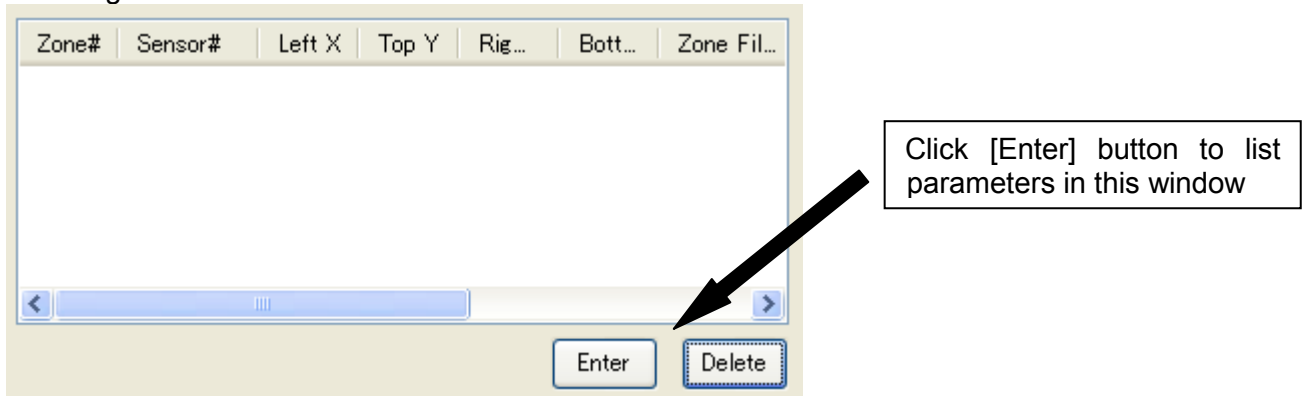 Zone# Sensor# Left X Top Y Rig... Bott... Zone Fil...
Click [Enter] button to list
parameters in this window
Enter Delete